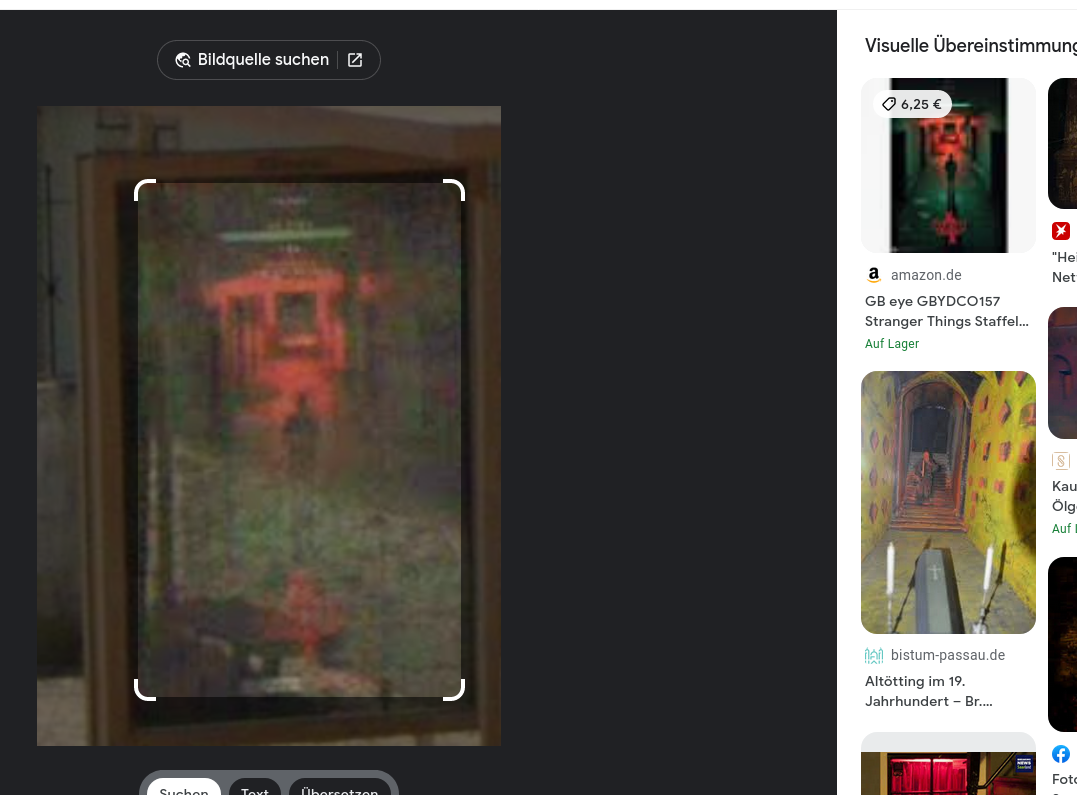 Bildquelle suchen
Visuelle Übereinstimmung
6,25 €
amazon.de
GB eye GBYDCO157
Stranger Things Staffel...
Auf Lager
bistum-passau.de
Altötting im 19.
Jahrhundert – Br....
"Hei
Net
Kau
Ölg
Auf L
Foto
Suchen
Text
Übersetzen